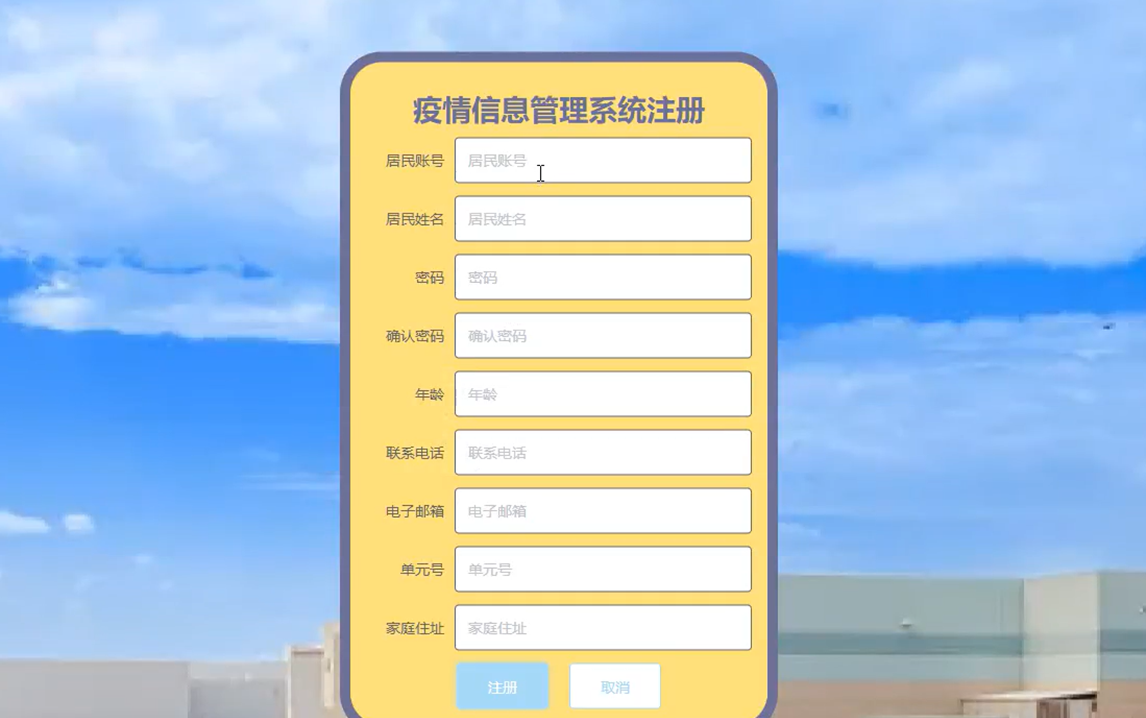 疫情信息管理系统注册
居民账号 居民账号
居民姓名 居民姓名
密码 密码
确认密码 确认密码
年龄 年龄
联系电话 联系电话
电子邮箱 电子邮箱
单元号 单元号
家庭住址 家庭住址
注册 取消